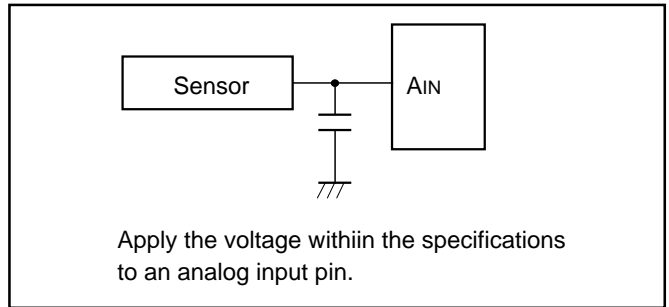 Sensor
AIN
Apply the voltage withiin the specifications
to an analog input pin.